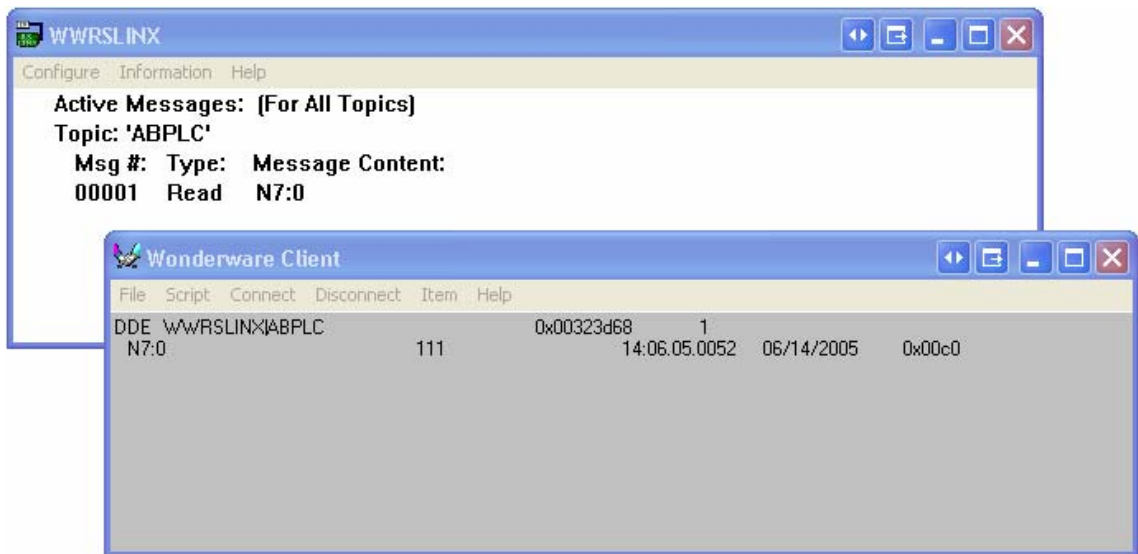 WWRSLINX
Configure Information Help
Active Messages: (For All Topics)
Topic: 'ABPLC'
Msg #: Type: Message Content:
00001 Read N7:0
Wonderware Client
File Script Connect Disconnect Item Help
DDE WWRSLINX|ABPLC 0x00323d68 1
N7:0 111 14:06.05.0052 06/14/2005 0x00c0